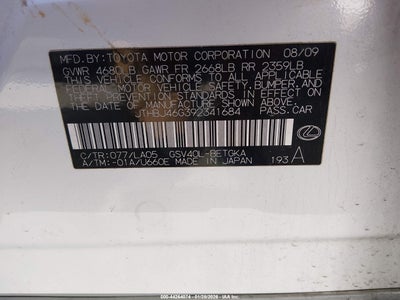 MFD. BY: TOYOTA MOTOR CORPORATION 08/09
GVWR 4680LB GAWR FR 2668LB RR 2359LB
THIS VEHICLE CONFORMS TO ALL APPLICABLE
FEDERAL MOTOR VEHICLE SAFETY, BUMPER, AND
THEFT PREVENTION STANDARDS IN EFFECT ON
THE DATE OF MANUFACTURE SHOWN ABOVE.
JTHBJ46G392341684 PASS. CAR
C/TR: 077/LA05 GSV40L-BETGKA
A/TM: -01A/U660E MADE IN JAPAN 193 A